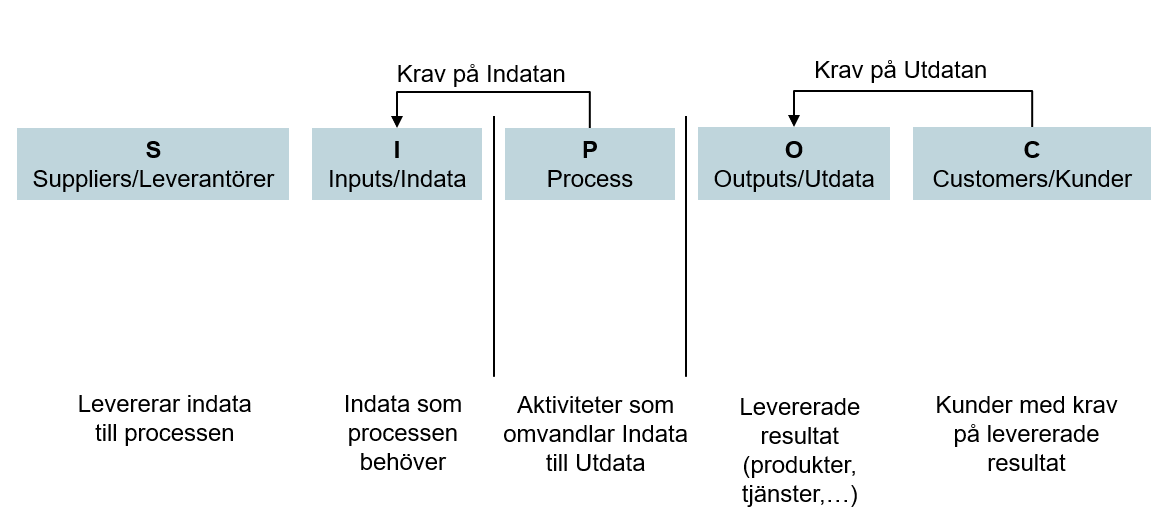 Krav på Indatan
Krav på Utdatan
S
Suppliers/Leverantörer
I
Inputs/Indata
P
Process
O
Outputs/Utdata
C
Customers/Kunder
Levererar indata
till processen
Indata som
processen
behöver
Aktiviteter som
omvandlar Indata
till Utdata
Levererade
resultat
(produkter,
tjänster,…)
Kunder med krav
på levererade
resultat